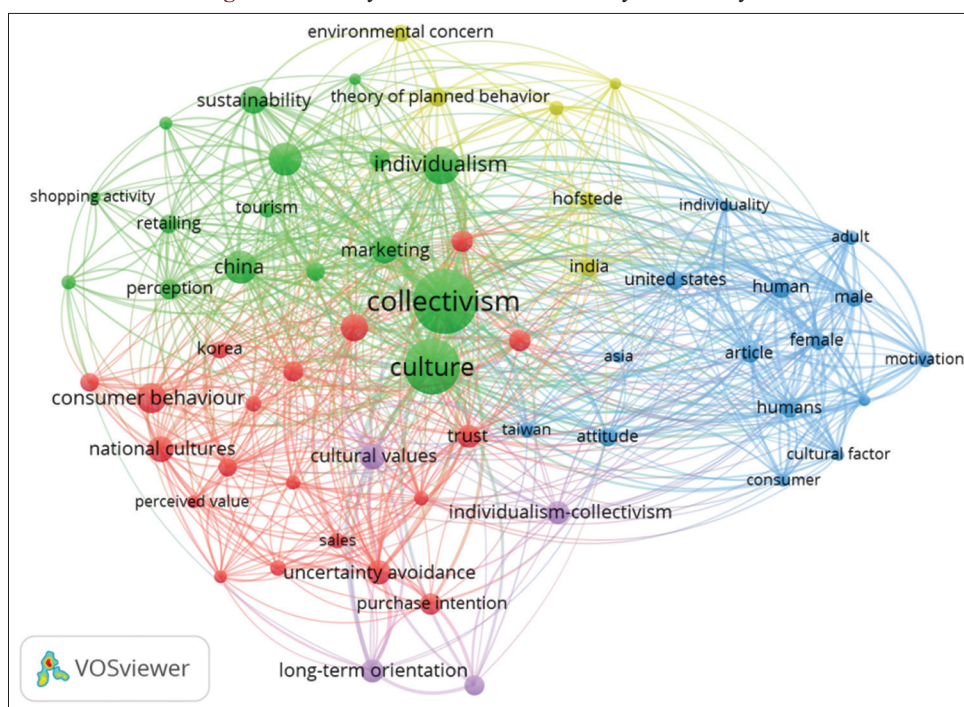 environmental concern
sustainability
theory of planned behavior
individualism
shopping activity
tourism
hofstede
individuality
retailing
marketing
adult
china
india
united states
human
perception
male
collectivism
korea
culture
asia
article
female
motivation
consumer behaviour
humans
national cultures
trust
taiwan
attitude
cultural values
cultural factor
consumer
perceived value
individualism-collectivism
sales
uncertainty avoidance
purchase intention
long-term orientation
VOSviewer